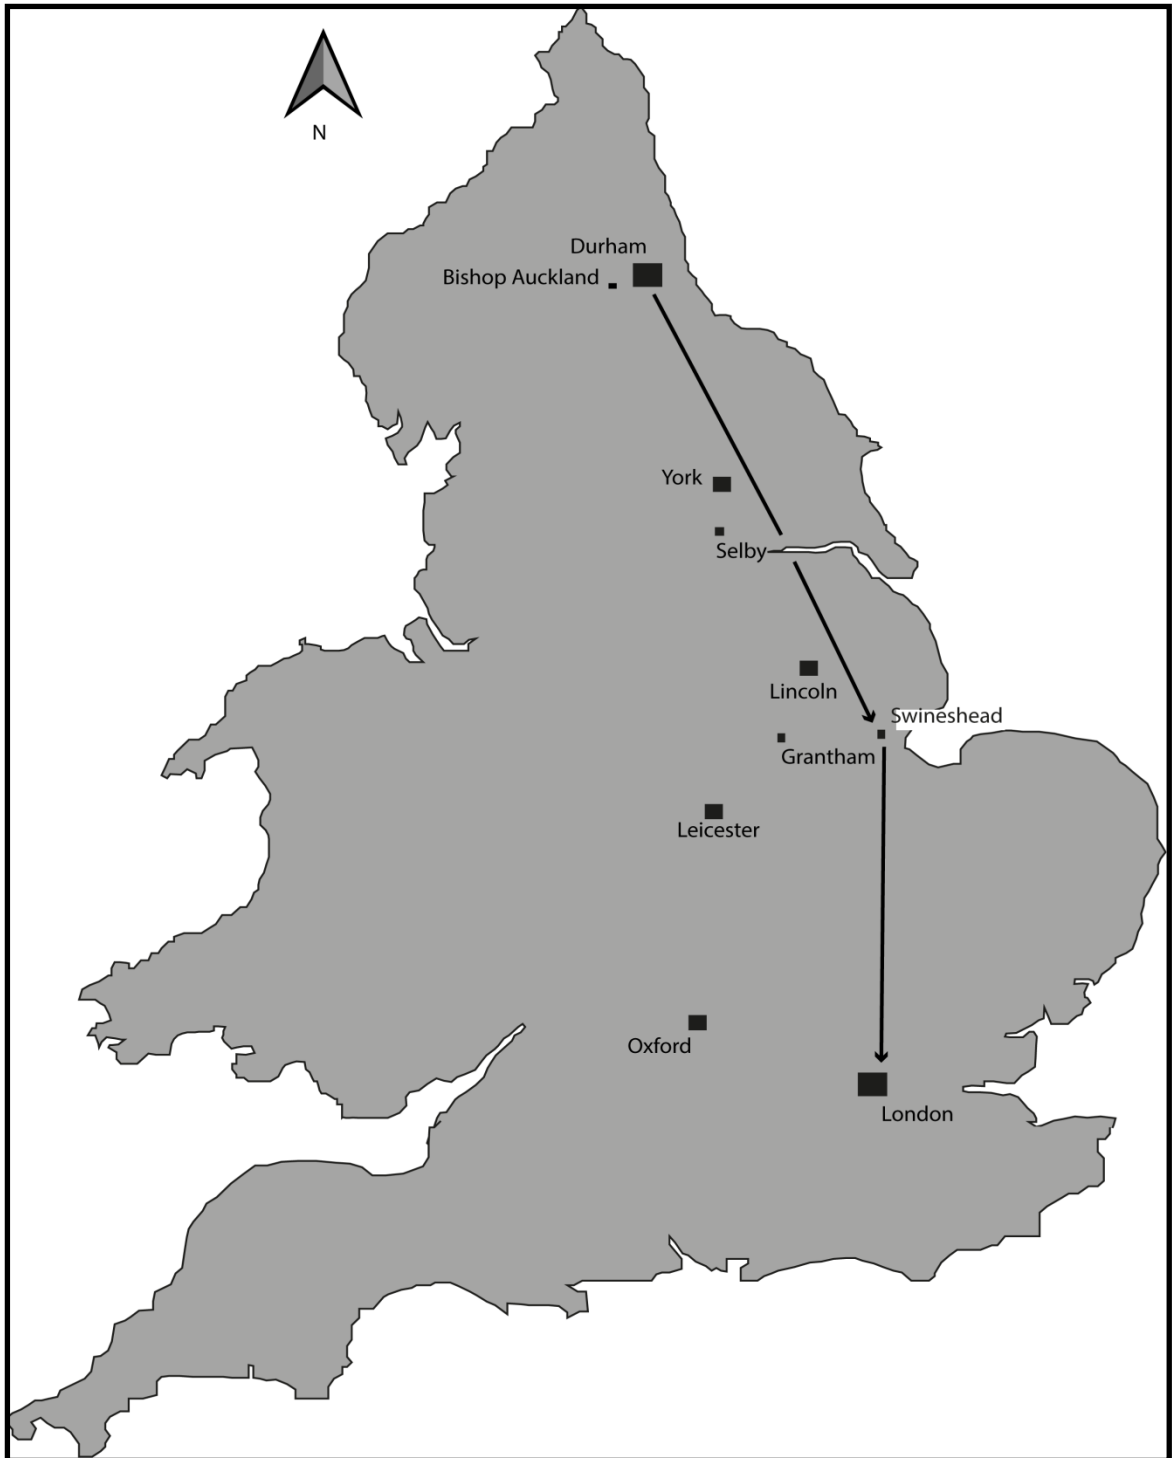 N
Durham
Bishop Auckland
York
Selby
Lincoln
Swineshead
Grantham
Leicester
Oxford
London